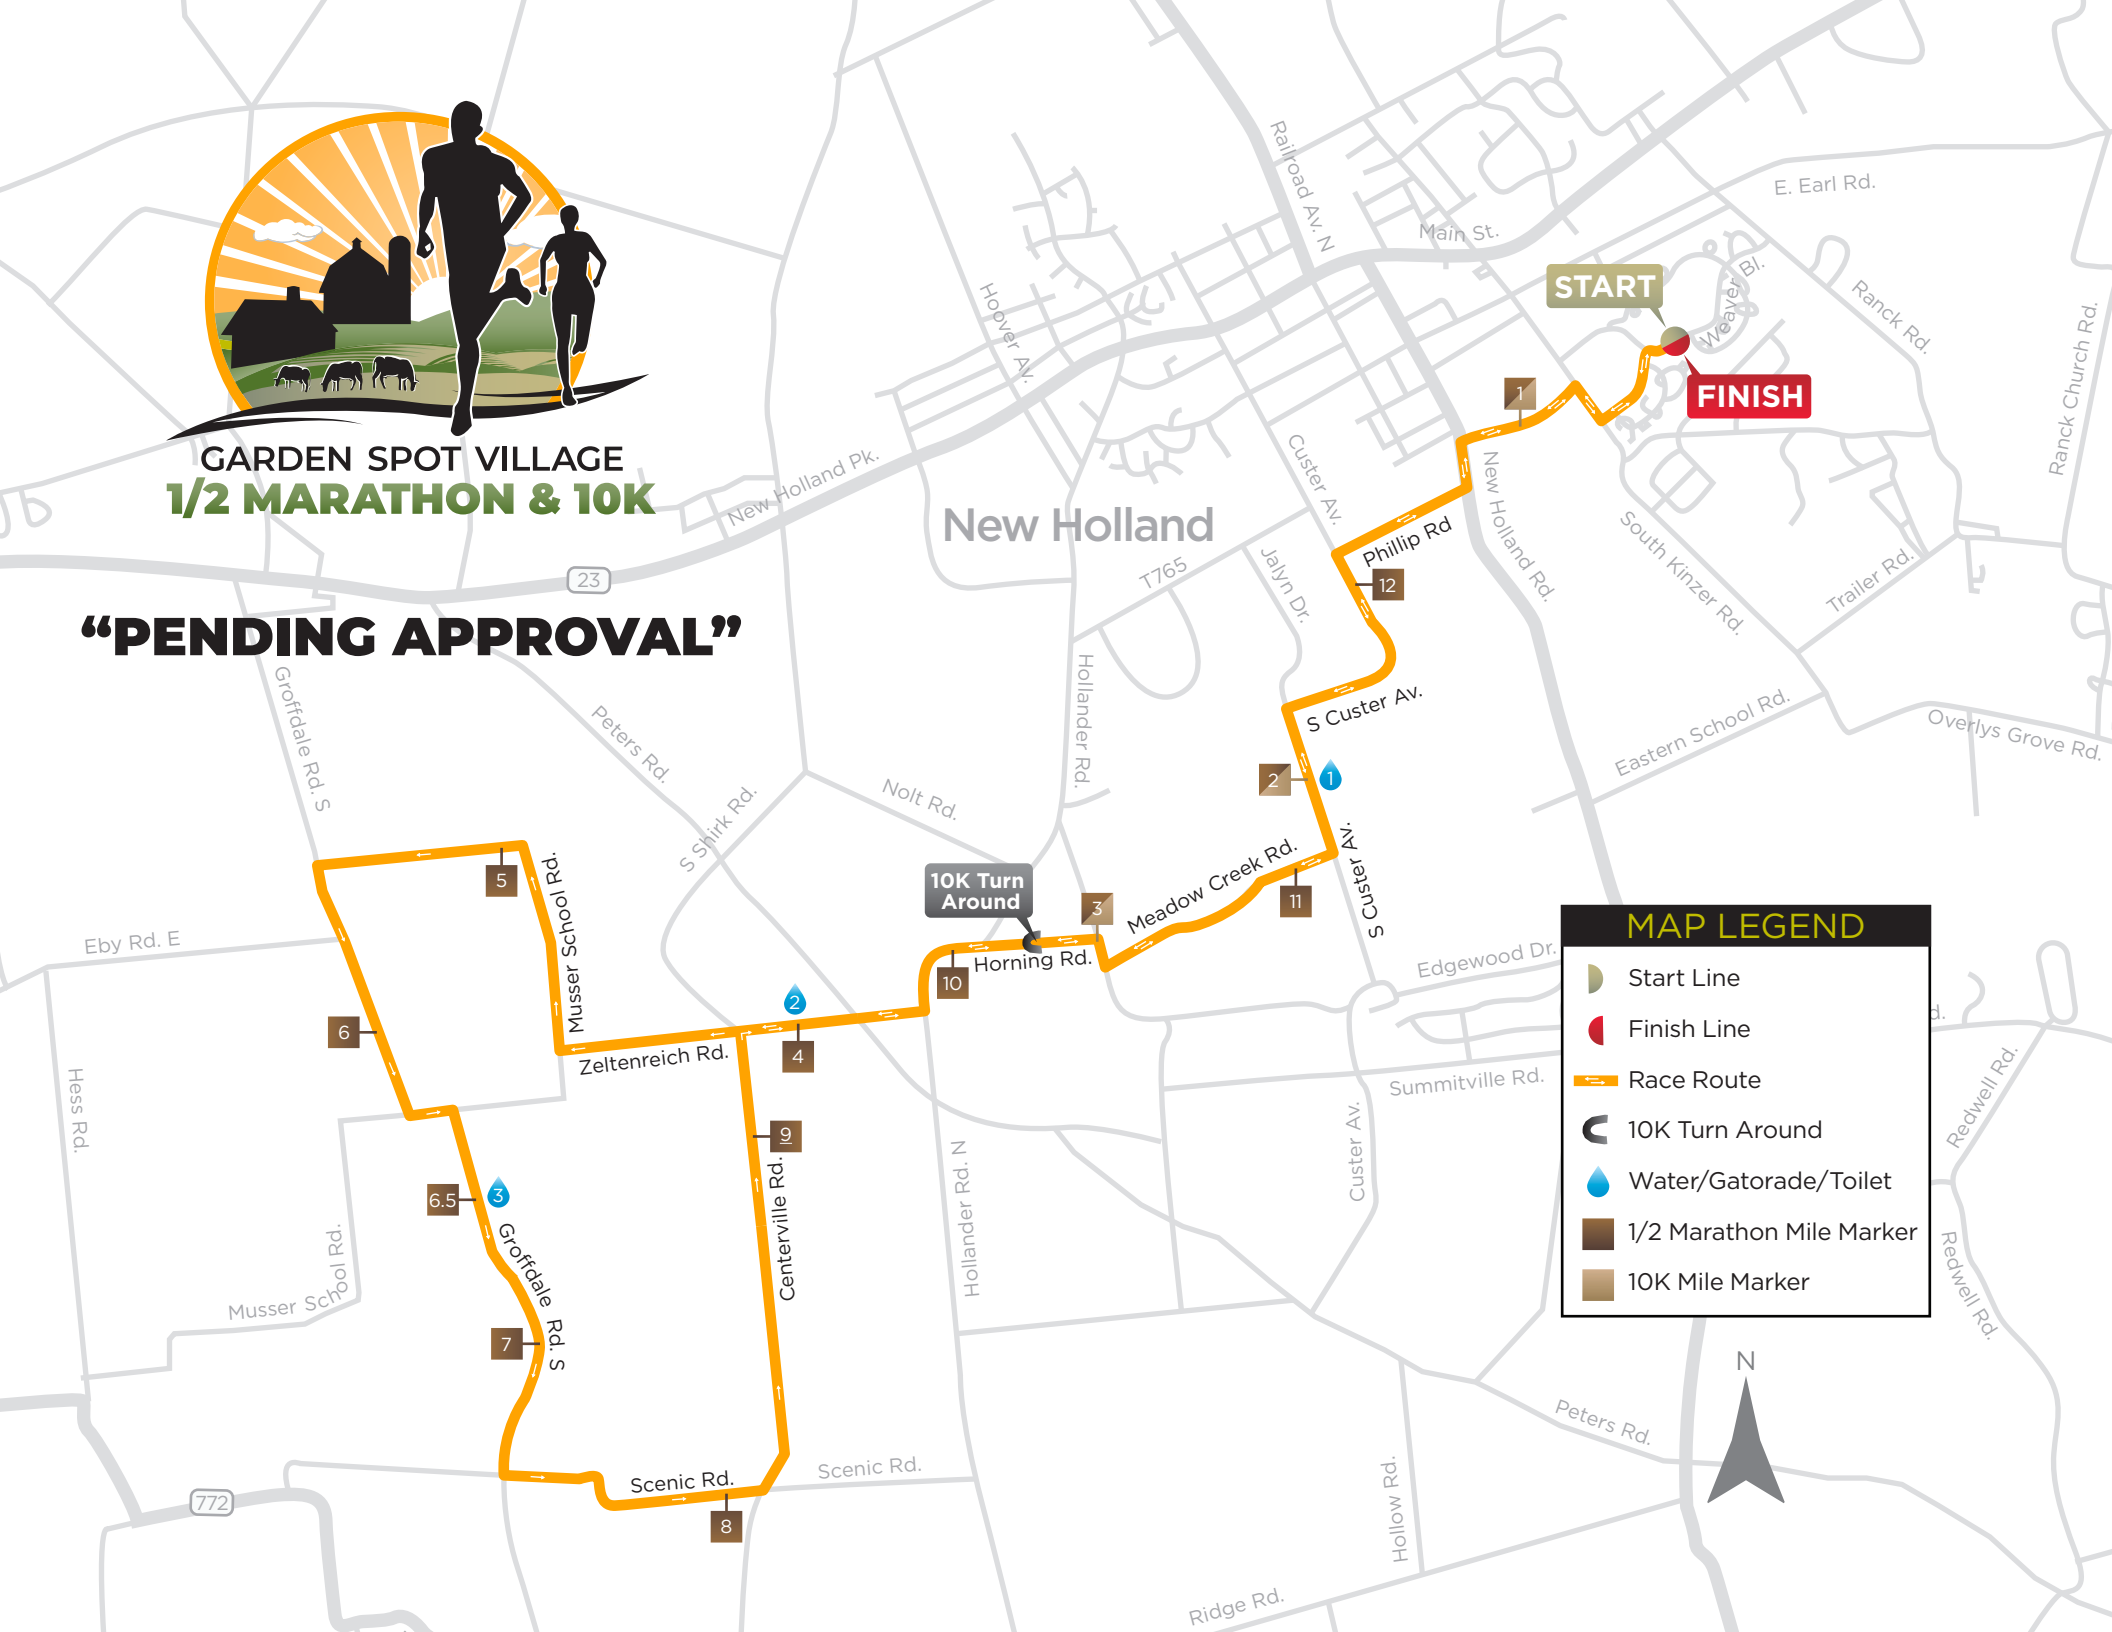 GARDEN SPOT VILLAGE
1/2 MARATHON & 10K
“PENDING APPROVAL”
Railroad Av. N
Main St.
E. Earl Rd.
START
Weaver Bl.
Ranck Rd.
Ranck Church Rd.
FINISH
Hoover Av.
1
New Holland Pk.
New Holland
Custer Av.
New Holland Rd.
South Kinzer Rd.
Trailer Rd.
23
T765
Jalyn Dr.
Phillip Rd
12
Groffdale Rd. S
Peters Rd.
Hollander Rd.
S Custer Av.
Eastern School Rd.
Overlys Grove Rd.
S Shirk Rd.
Nolt Rd.
2
1
5
Musser School Rd.
10K Turn
Around
3
Meadow Creek Rd.
11
S Custer Av.
Eby Rd. E
Horning Rd.
10
Edgewood Dr.
6
2
4
Zeltenreich Rd.
Hess Rd.
Summitville Rd.
Custer Av.
9
Centerville Rd.
Hollander Rd. N
6.5
3
Groffdale Rd. S
Musser School Rd.
7
MAP LEGEND
Start Line
Finish Line
Race Route
10K Turn Around
Water/Gatorade/Toilet
1/2 Marathon Mile Marker
10K Mile Marker
d.
Redwell Rd.
Redwell Rd.
N
Peters Rd.
Scenic Rd.
Scenic Rd.
8
772
Hollow Rd.
Ridge Rd.